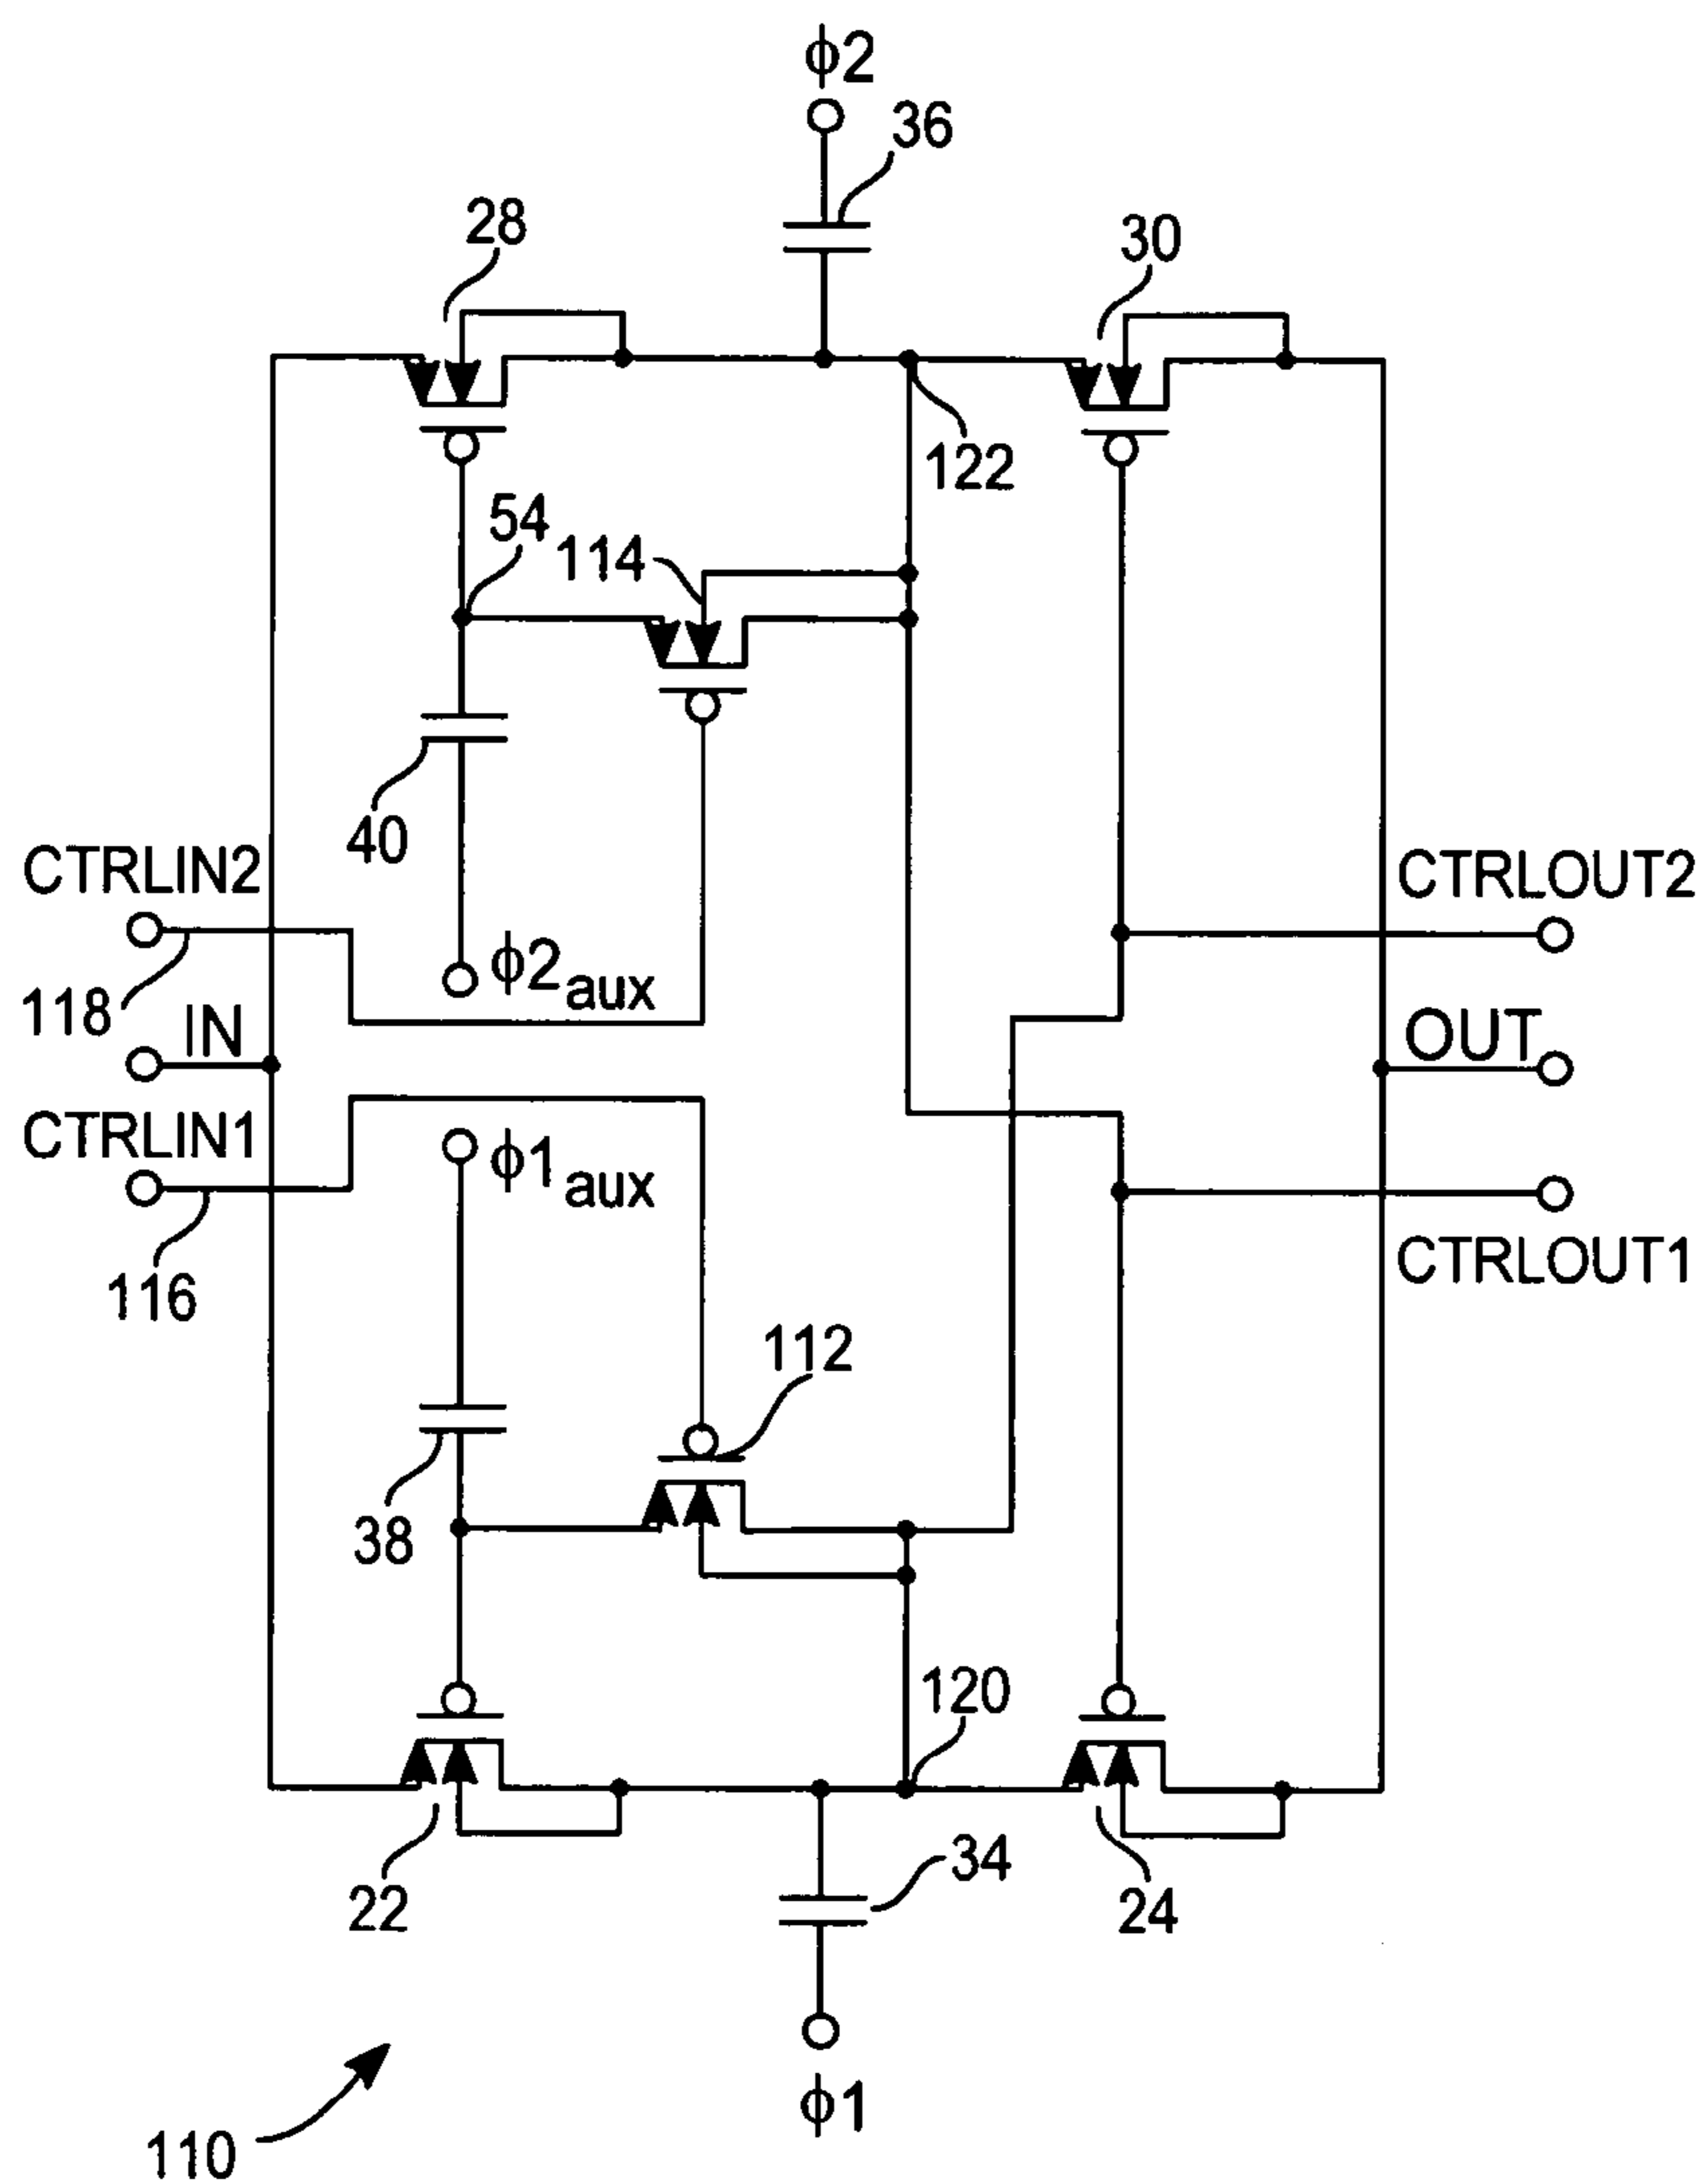 ϕ2
36
28
30
122
54
114
40
CTRLIN2
CTRLOUT2
ϕ2aux
118
IN
OUT
CTRLIN1
ϕ1aux
116
CTRLOUT1
112
38
120
34
22
24
ϕ1
110